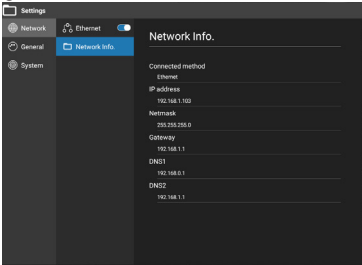 Settings
Network
Ethernet
General
Network Info.
System
Network Info.
Connected method
Ethernet
IP address
192.168.1.103
Netmask
255.255.255.0
Gateway
192.168.1.1
DNS1
192.168.0.1
DNS2
192.168.1.1